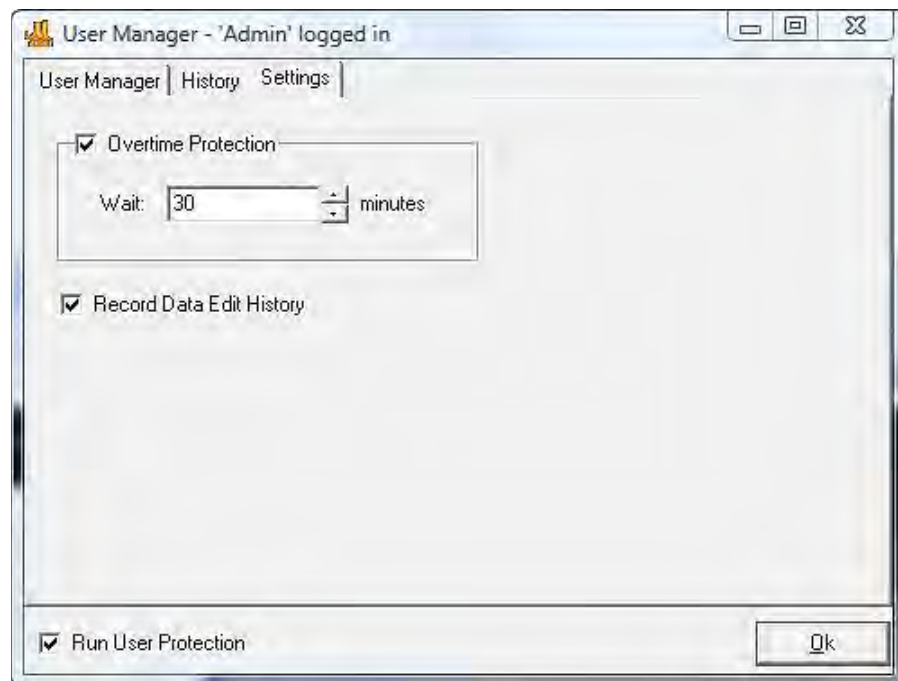 User Manager - 'Admin' logged in
User Manager History Settings
Overtime Protection
Wait: 30 minutes
Record Data Edit History
Run User Protection Ok